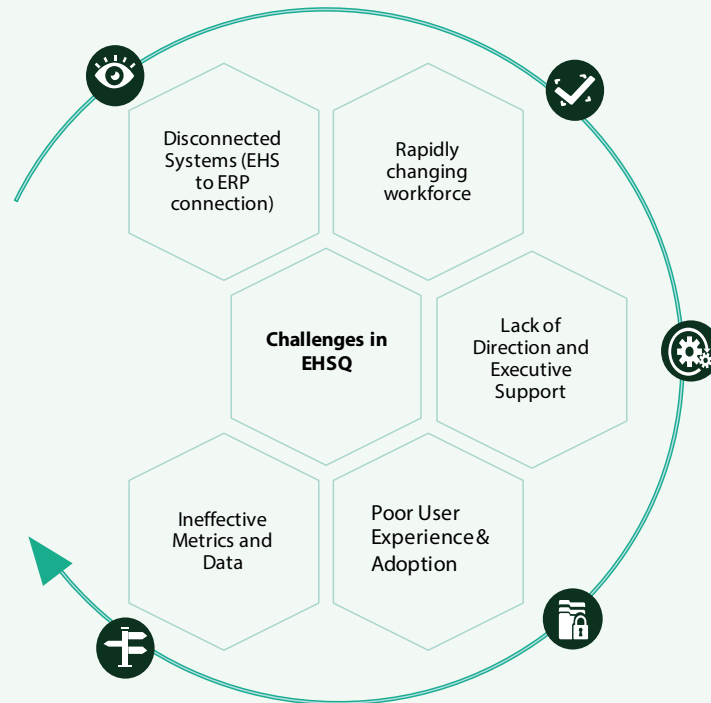 Disconnected
Systems (EHS
to ERP
connection)
Rapidly
changing
workforce
Challenges in
EHSQ
Lack of
Direction and
Executive
Support
Ineffective
Metrics and
Data
Poor User
Experience &
Adoption